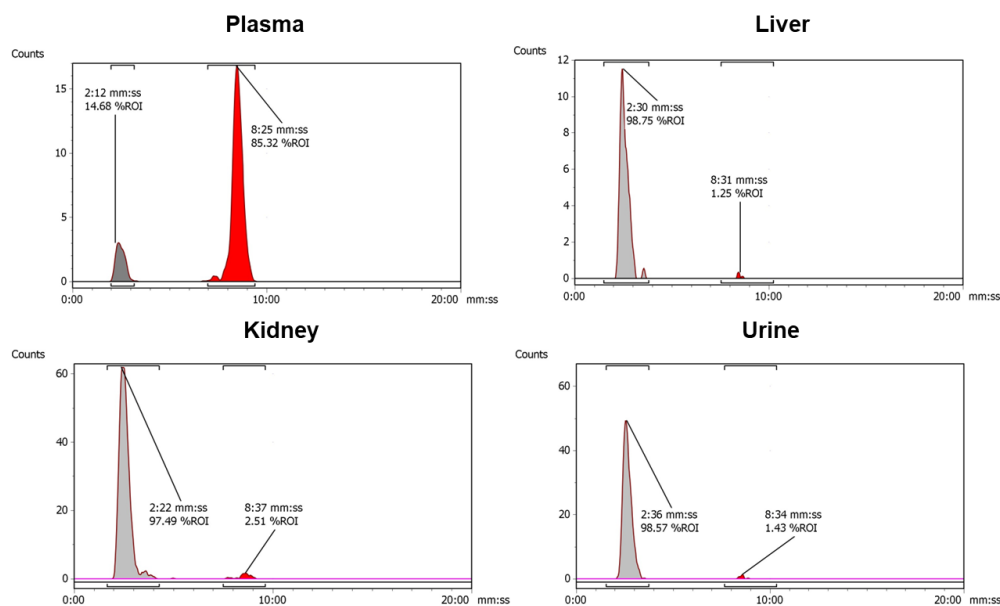 Plasma
Counts
15
10
5
0
2:12 mm:ss
14.68 %ROI
8:25 mm:ss
85.32 %ROI
0:00
10:00
20:00 mm:ss
Liver
Counts
12
10
8
6
4
2
0
2:30 mm:ss
98.75 %ROI
8:31 mm:ss
1.25 %ROI
0:00
10:00
20:00 mm:ss
Kidney
Counts
60
40
20
0
2:22 mm:ss
97.49 %ROI
8:37 mm:ss
2.51 %ROI
0:00
10:00
20:00 mm:ss
Urine
Counts
60
40
20
0
2:36 mm:ss
98.57 %ROI
8:34 mm:ss
1.43 %ROI
0:00
10:00
20:00 mm:ss